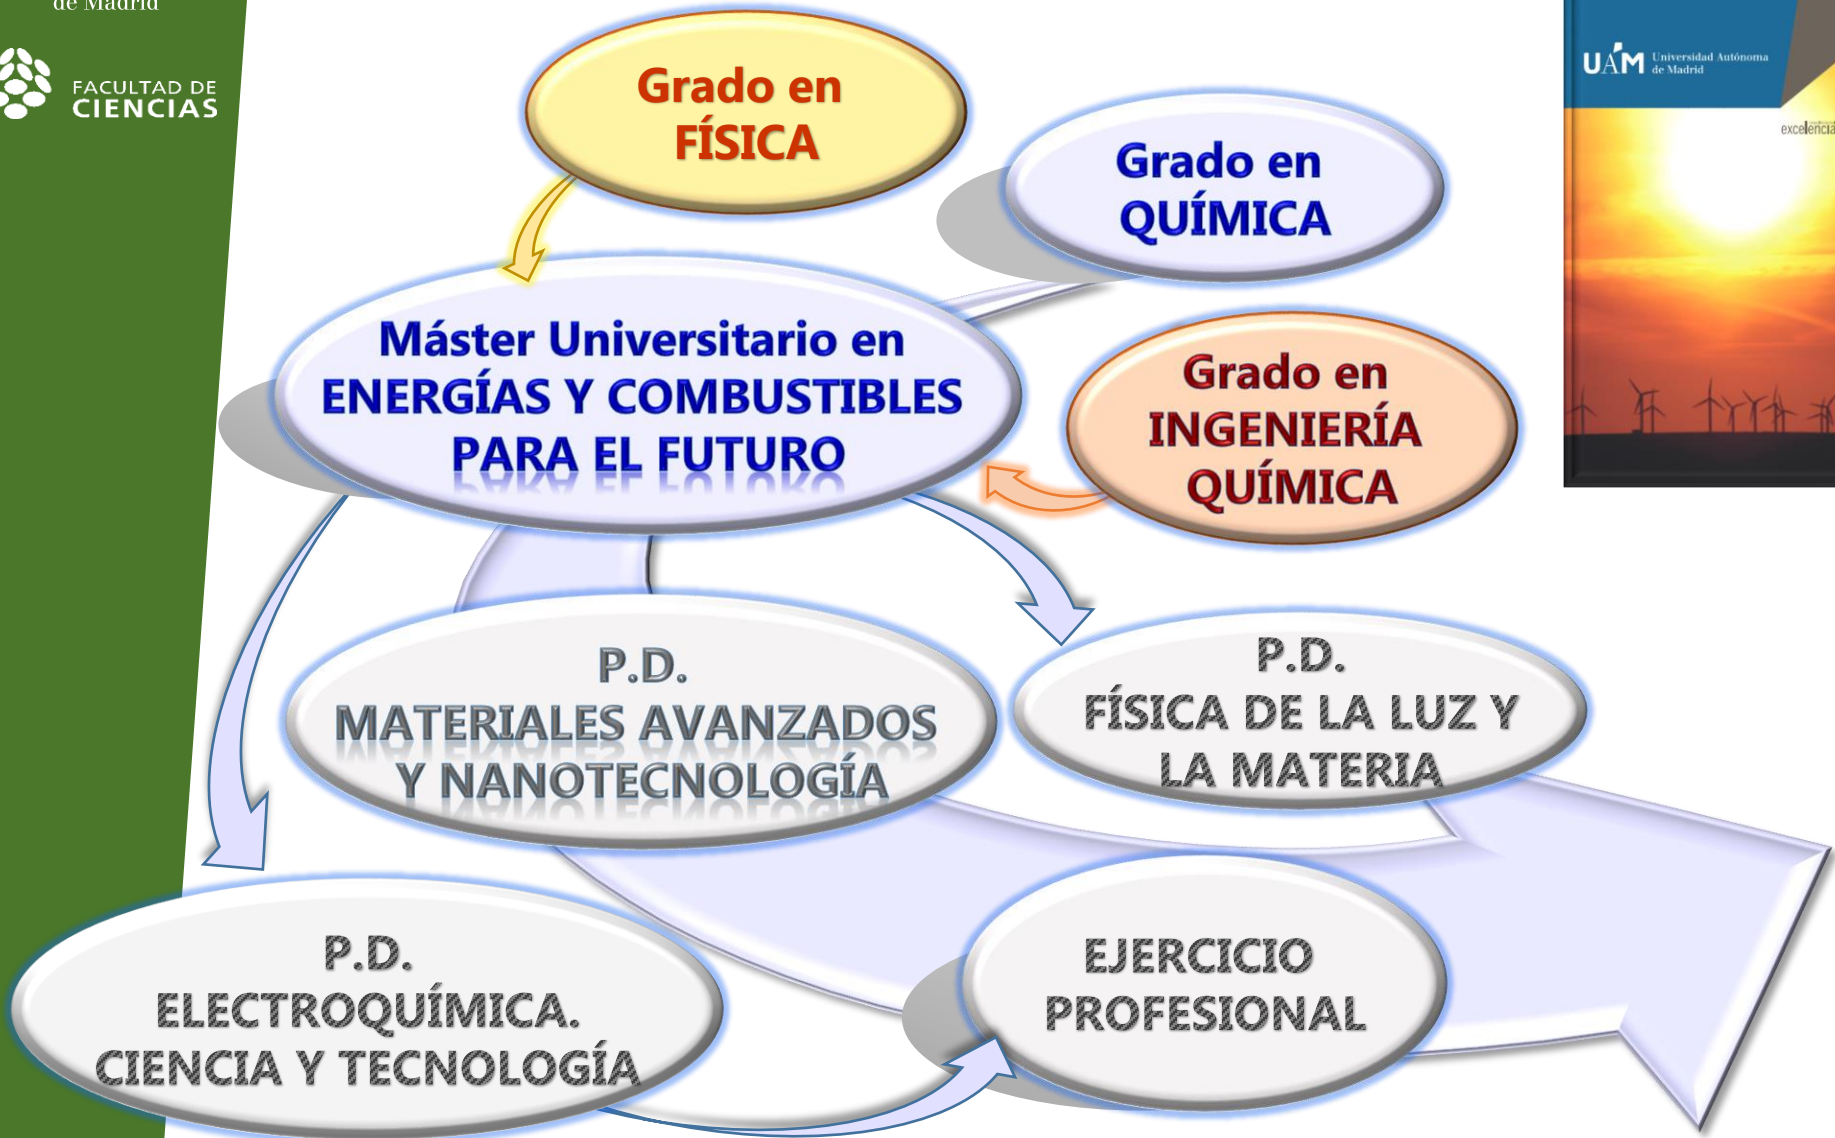 de Madrid
FACULTAD DE
CIENCIAS
Grado en
FÍSICA
Grado en
QUÍMICA
UAM Universidad Autónoma
de Madrid
excelencia
Máster Universitario en
ENERGÍAS Y COMBUSTIBLES
PARA EL FUTURO
Grado en
INGENIERÍA
QUÍMICA
P.D.
MATERIALES AVANZADOS
Y NANOTECNOLOGÍA
P.D.
FÍSICA DE LA LUZ Y
LA MATERIA
P.D.
ELECTROQUÍMICA.
CIENCIA Y TECNOLOGÍA
EJERCICIO
PROFESIONAL